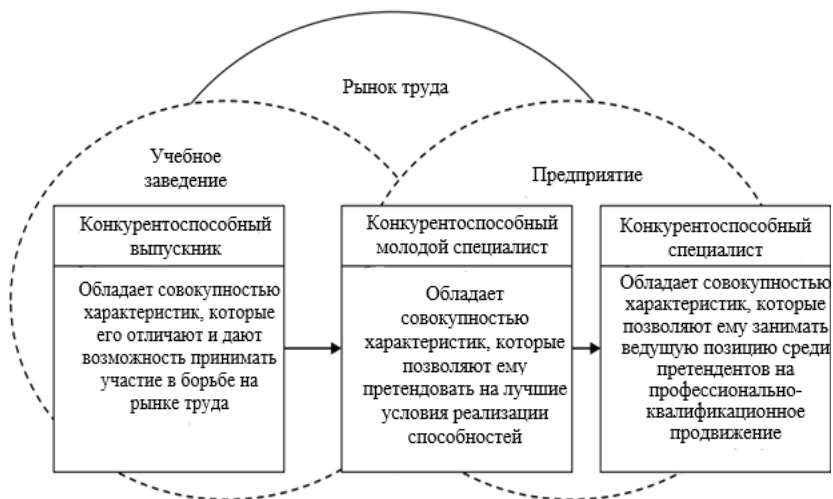 Рынок труда
Учебное
заведение
Предприятие
Конкурентоспособный
выпускник
Обладает совокупностью
характеристик, которые
его отличают и дают
возможность принимать
участие в борьбе на
рынке труда
Конкурентоспособный
молодой специалист
Обладает
совокупностью
характеристик, которые
позволяют ему
претендовать на лучшие
условия реализации
способностей
Конкурентоспособный
специалист
Обладает совокупностью
характеристик, которые
позволяют ему занимать
ведущую позицию среди
претендентов на
профессионально-
квалификационное
продвижение